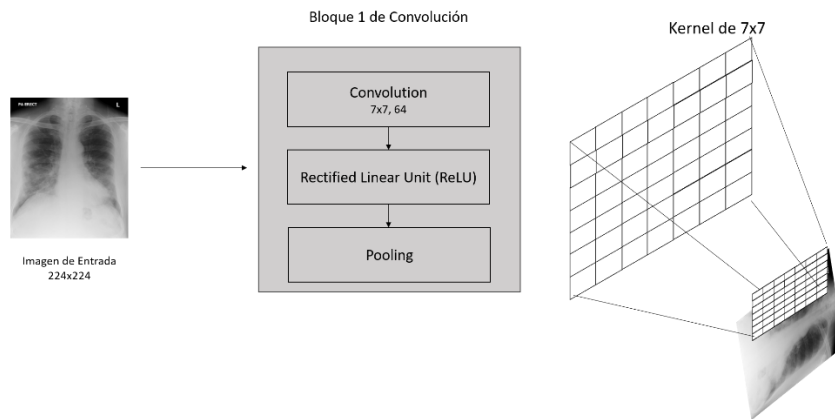 Bloque 1 de Convolución
Kernel de 7x7
Convolution
7x7, 64
L
Rectified Linear Unit (ReLU)
Pooling
Imagen de Entrada
224x224